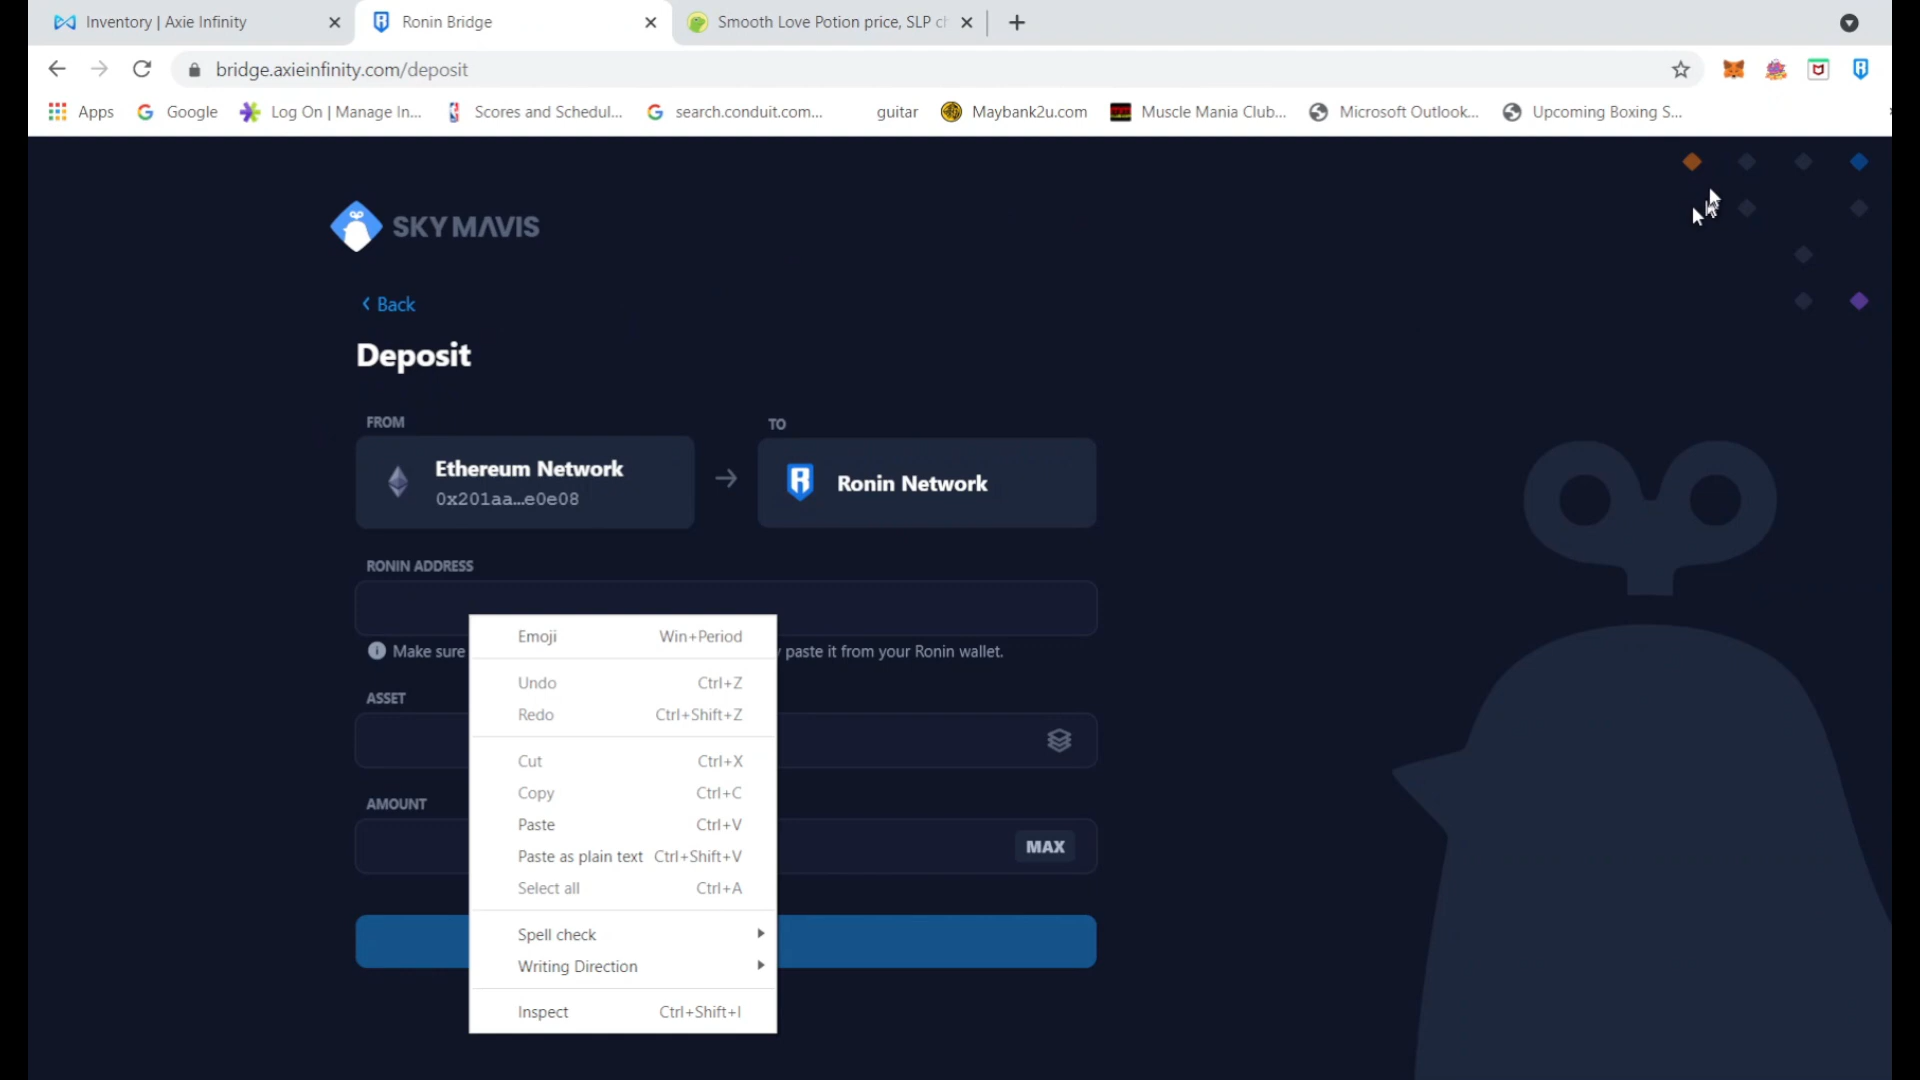 Inventory | Axie Infinity
Ronin Bridge
Smooth Love Potion price, SLP ch
bridge.axieinfinity.com/deposit
Apps
Google
Log On | Manage In...
Scores and Schedul...
search.conduit.com...
guitar
Maybank2u.com
Muscle Mania Club...
Microsoft Outlook...
Upcoming Boxing S...
SKY MAVIS
Back
Deposit
FROM
TO
Ethereum Network
0x201aa...e0e08
Ronin Network
RONIN ADDRESS
Make sure
paste it from your Ronin wallet.
ASSET
AMOUNT
MAX
Emoji Win+Period
Undo Ctrl+Z
Redo Ctrl+Shift+Z
Cut Ctrl+X
Copy Ctrl+C
Paste Ctrl+V
Paste as plain text Ctrl+Shift+V
Select all Ctrl+A
Spell check
Writing Direction
Inspect Ctrl+Shift+I